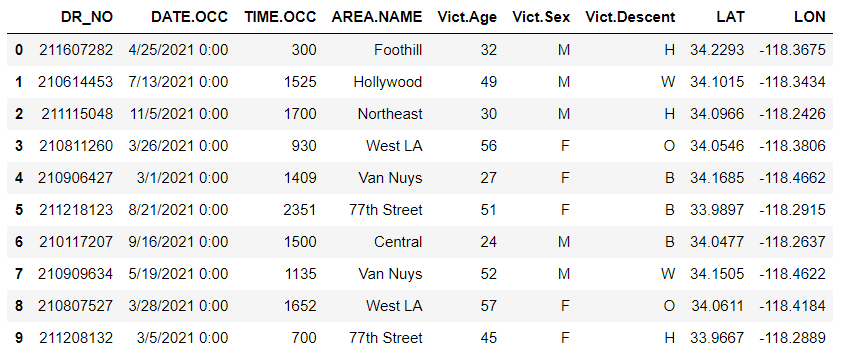 DR_NO DATE.OCC TIME.OCC AREA.NAME Vict.Age Vict.Sex Vict.Descent LAT LON
0 211607282 4/25/2021 0:00 300 Foothill 32 M H 34.2293 -118.3675
1 210614453 7/13/2021 0:00 1525 Hollywood 49 M W 34.1015 -118.3434
2 211115048 11/5/2021 0:00 1700 Northeast 30 M H 34.0966 -118.2426
3 210811260 3/26/2021 0:00 930 West LA 56 F O 34.0546 -118.3806
4 210906427 3/1/2021 0:00 1409 Van Nuys 27 F B 34.1685 -118.4662
5 211218123 8/21/2021 0:00 2351 77th Street 51 F B 33.9897 -118.2915
6 210117207 9/16/2021 0:00 1500 Central 24 M B 34.0477 -118.2637
7 210909634 5/19/2021 0:00 1135 Van Nuys 52 M W 34.1505 -118.4622
8 210807527 3/28/2021 0:00 1652 West LA 57 F O 34.0611 -118.4184
9 211208132 3/5/2021 0:00 700 77th Street 45 F H 33.9667 -118.2889